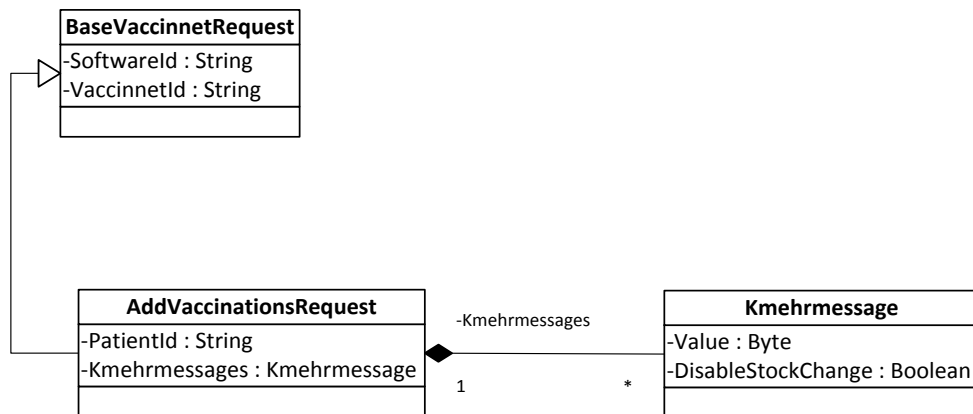 BaseVaccinnetRequest
-SoftwareId : String
-VaccinnetId : String
AddVaccinationsRequest
-PatientId : String
-Kmehrmessages : Kmehrmessage
-Kmehrmessages
1
*
Kmehrmessage
-Value : Byte
-DisableStockChange : Boolean